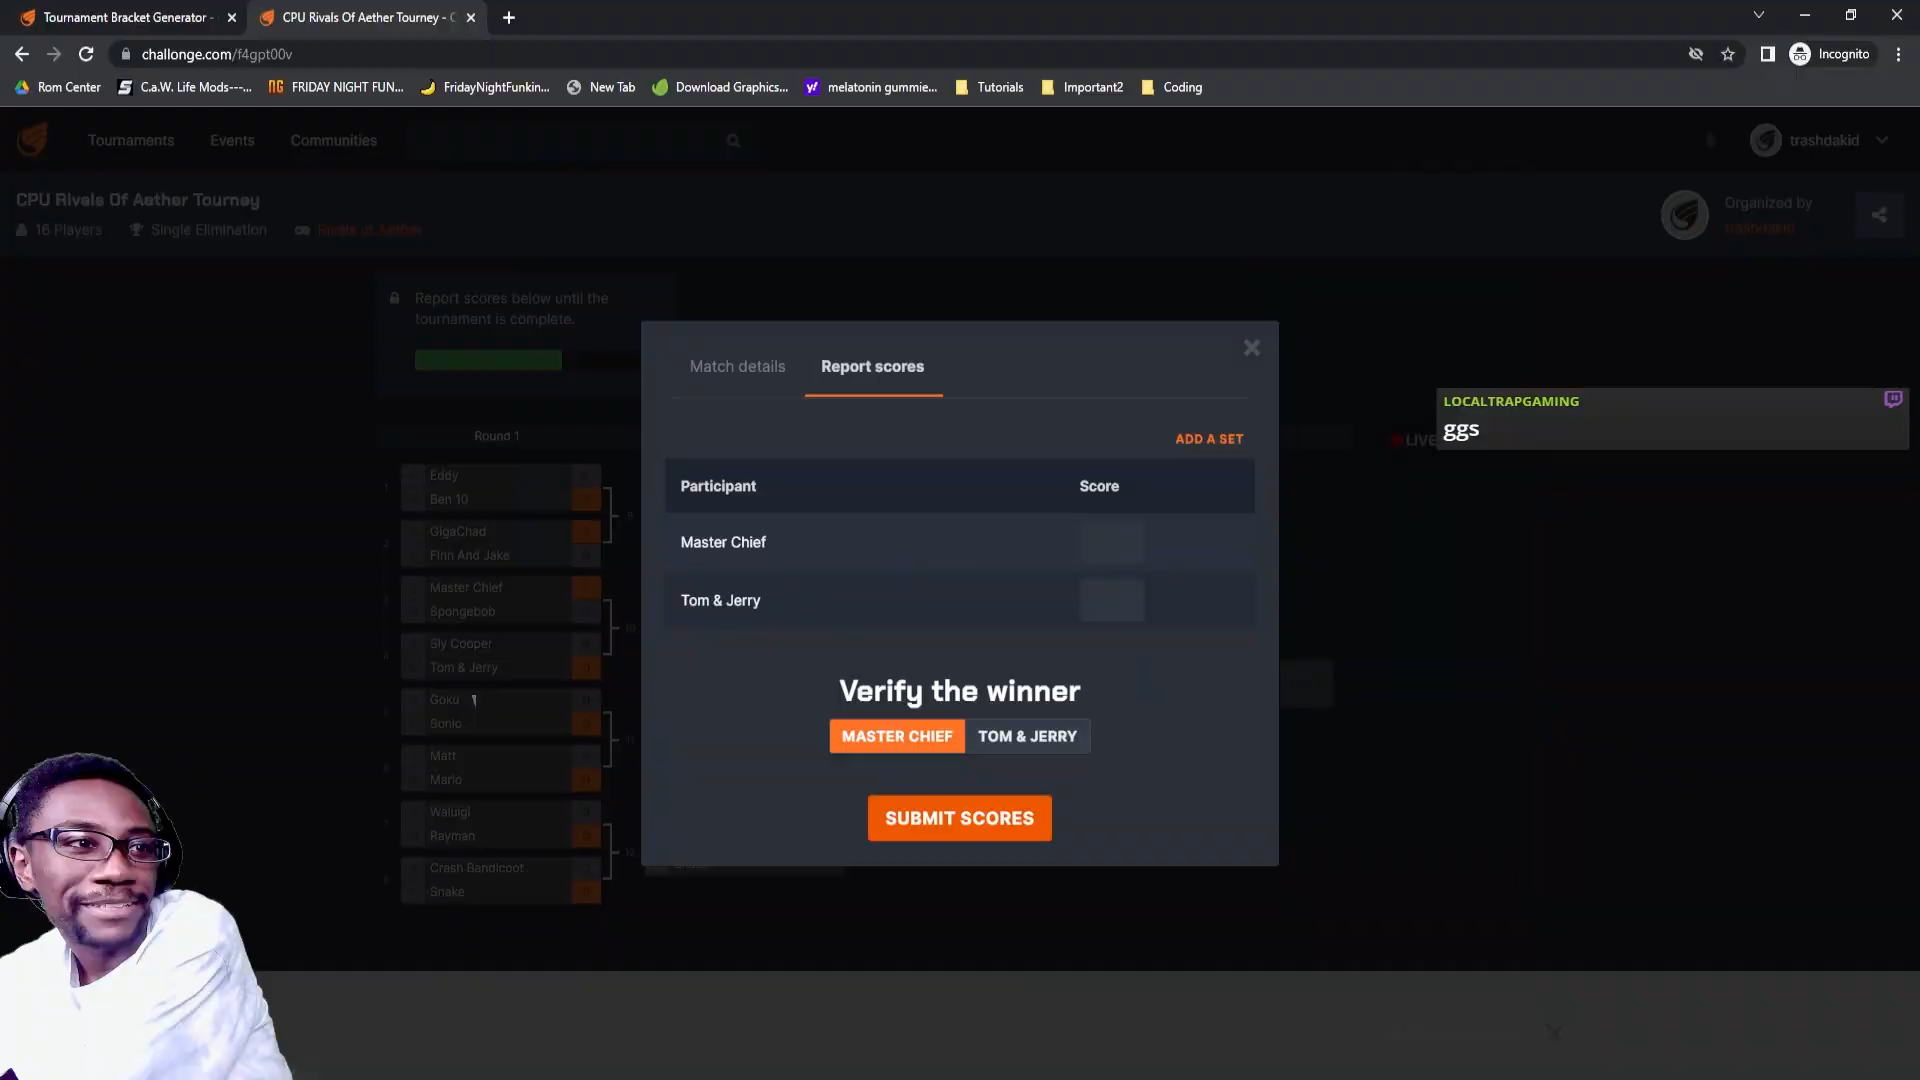 Tournament Bracket Generator -
CPU Rivals Of Aether Tourney - C
challonge.com/f4gpt00v
Incognito
Rom Center
C.a.W. Life Mods---...
FRIDAY NIGHT FUN...
FridayNightFunkin...
New Tab
Download Graphics...
melatonin gummie...
Tutorials
Important2
Coding
Tournaments
Events
Communities
trashdakid
CPU Rivals Of Aether Tourney
16 Players
Single Elimination
Rivals of Aether
Organized by
trashdakid
Report scores below until the
tournament is complete.
Match details
Report scores
LOCALTRAPGAMING
ggs
LIVE
Round 1
ADD A SET
Participant
Score
Master Chief
Tom & Jerry
Verify the winner
MASTER CHIEF
TOM & JERRY
SUBMIT SCORES
Eddy
Ben 10
GigaChad
Finn And Jake
Master Chief
Spongebob
Sly Cooper
Tom & Jerry
Goku
Sonic
Matt
Mario
Waluigi
Rayman
Crash Bandicoot
Snake